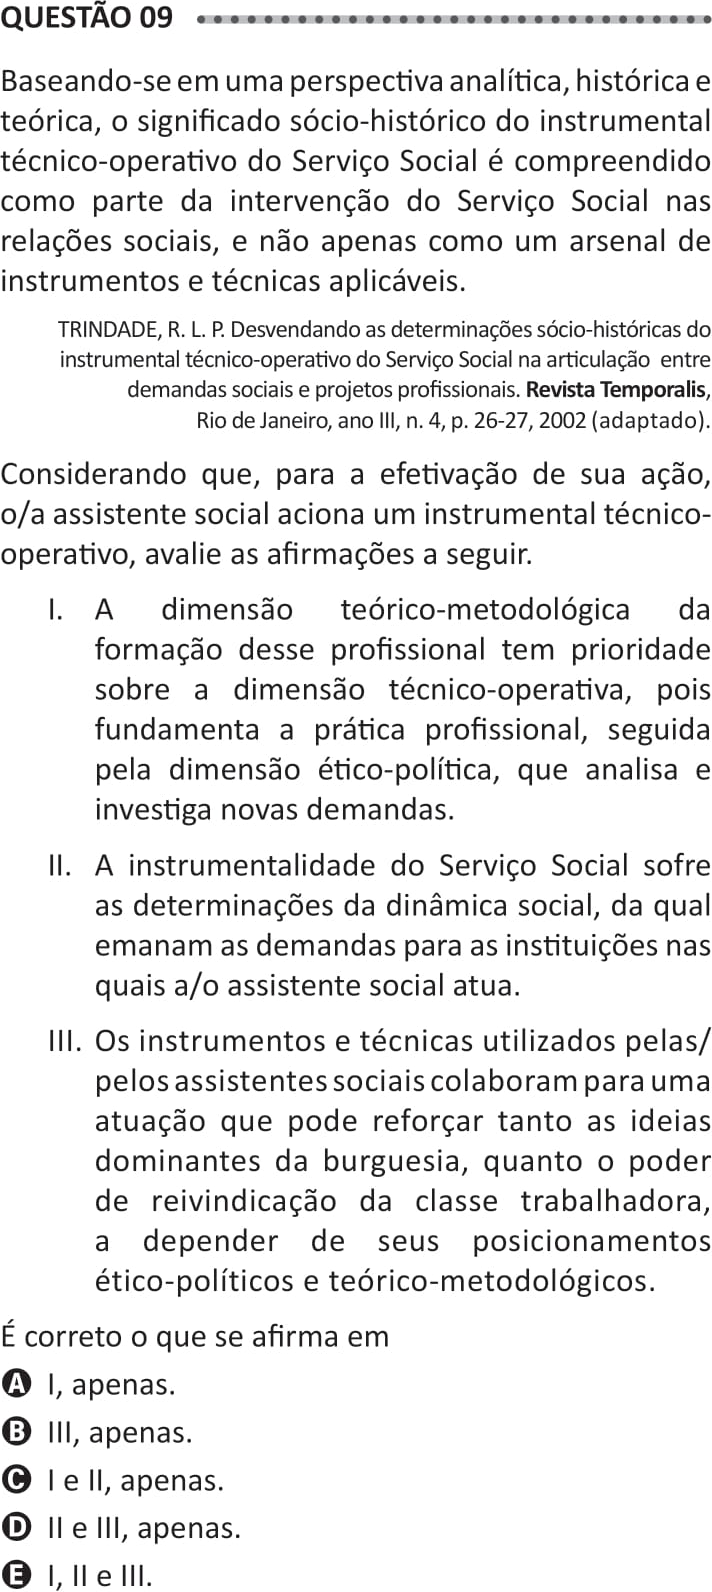 QUESTÃO 09
Baseando-se em uma perspectiva analítica, histórica e
teórica, o significado sócio-histórico do instrumental
técnico-operativo do Serviço Social é compreendido
como parte da intervenção do Serviço Social nas
relações sociais, e não apenas como um arsenal de
instrumentos e técnicas aplicáveis.
TRINDADE, R. L. P. Desvendando as determinações sócio-históricas do
instrumental técnico-operativo do Serviço Social na articulação entre
demandas sociais e projetos profissionais. Revista Temporalis,
Rio de Janeiro, ano III, n. 4, p. 26-27, 2002 (adaptado).
Considerando que, para a efetivação de sua ação,
o/a assistente social aciona um instrumental técnico-
operativo, avalie as afirmações a seguir.
I. A dimensão teórico-metodológica da
formação desse profissional tem prioridade
sobre a dimensão técnico-operativa, pois
fundamenta a prática profissional, seguida
pela dimensão ético-política, que analisa e
investiga novas demandas.
II. A instrumentalidade do Serviço Social sofre
as determinações da dinâmica social, da qual
emanam as demandas para as instituições nas
quais a/o assistente social atua.
III. Os instrumentos e técnicas utilizados pelas/
pelos assistentes sociais colaboram para uma
atuação que pode reforçar tanto as ideias
dominantes da burguesia, quanto o poder
de reivindicação da classe trabalhadora,
a depender de seus posicionamentos
ético-políticos e teórico-metodológicos.
É correto o que se afirma em
A I, apenas.
B III, apenas.
C I e II, apenas.
D II e III, apenas.
E I, II e III.